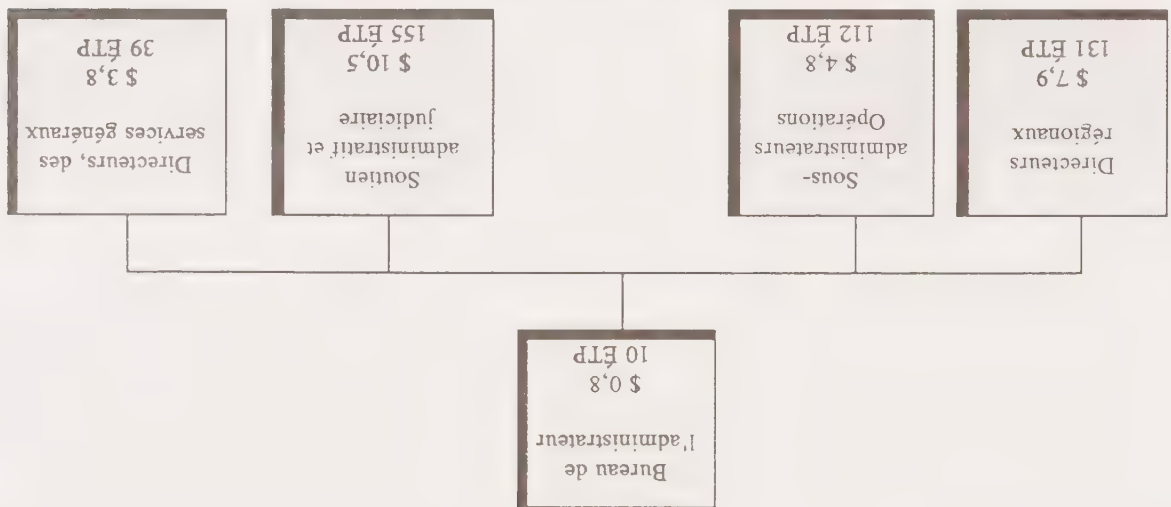 Bureau de
l'administrateur
$ 0,8
10 ÉTP
Directeurs
régionaux
$ 7,9
131 ÉTP
Sous-
administrateurs
Opérations
$ 4,8
112 ÉTP
Soutien
administratif et
judiciaire
$ 10,5
155 ÉTP
Directeurs, des
services généraux
$ 3,8
39 ÉTP